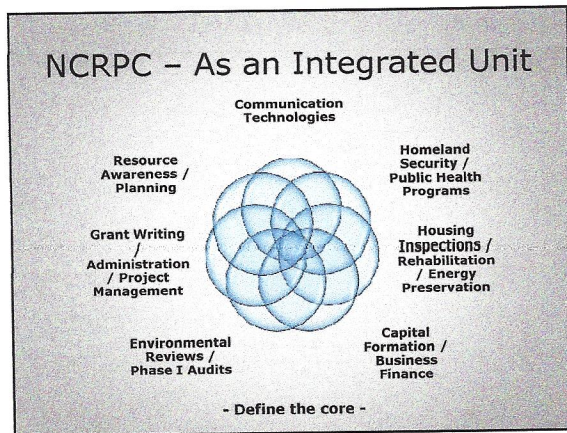 NCRPC – As an Integrated Unit
Communication
Technologies
Homeland
Security /
Public Health
Programs
Housing
Inspections /
Rehabilitation
/ Energy
Preservation
Capital
Formation /
Business
Finance
Environmental
Reviews /
Phase I Audits
Grant Writing
/
Administration
/ Project
Management
Resource
Awareness /
Planning
- Define the core -